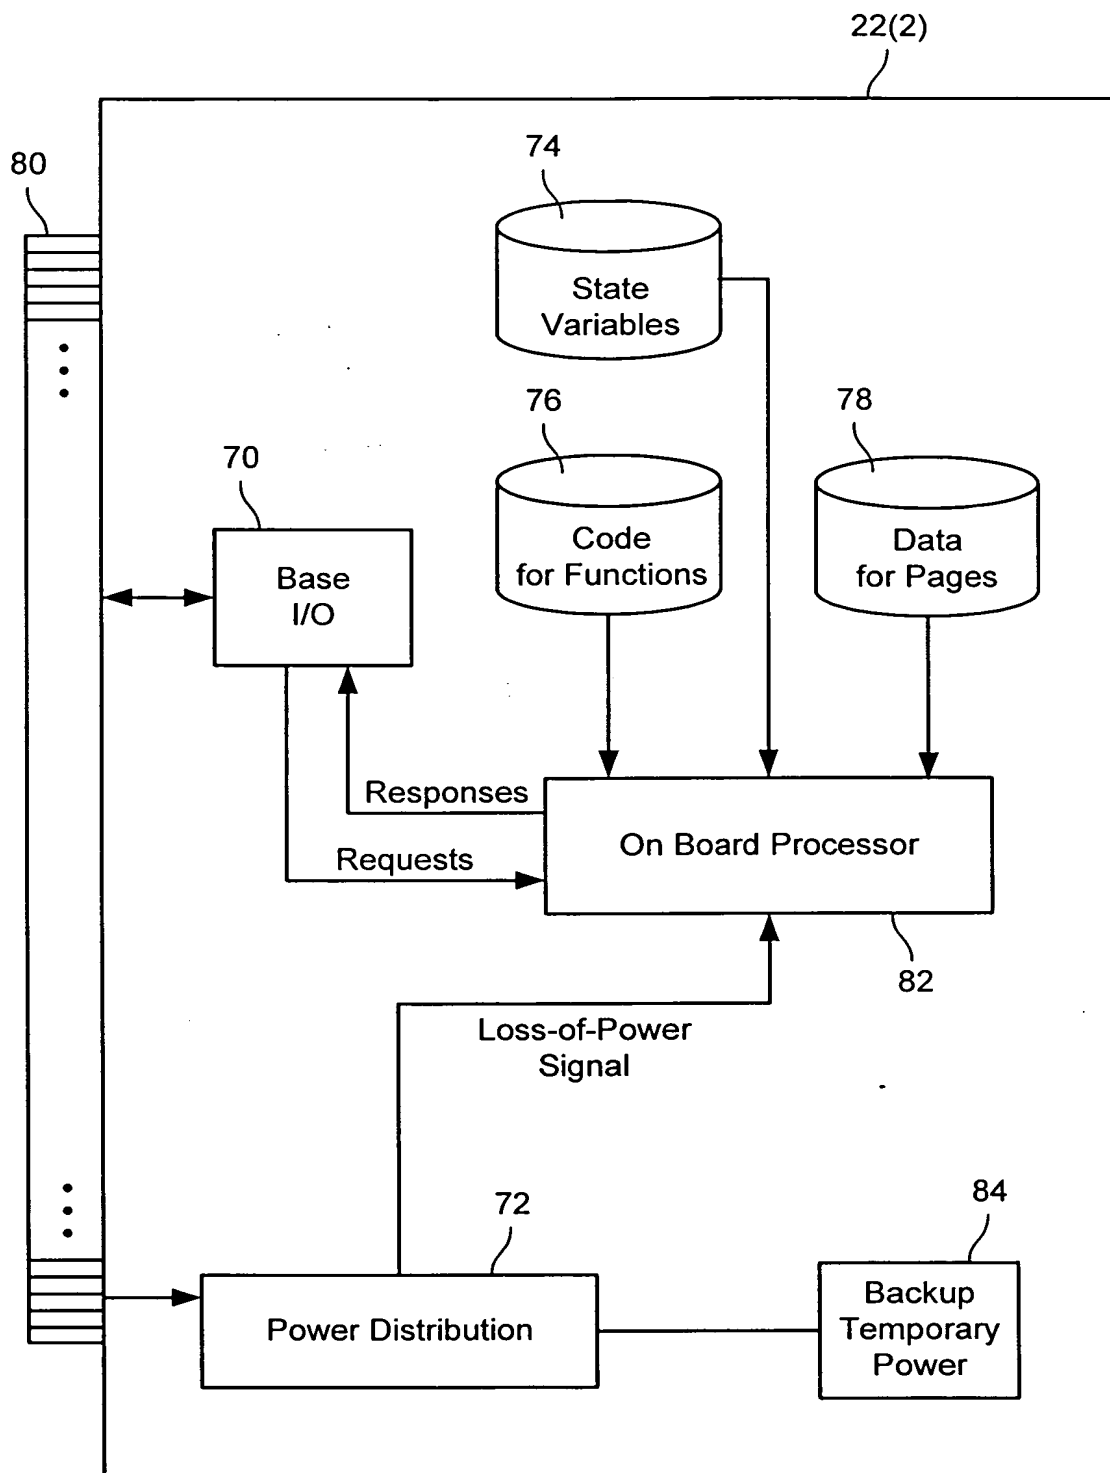 22(2)
80
74
State
Variables
76
78
70
Code
for Functions
Data
for Pages
Base
I/O
Responses
On Board Processor
Requests
82
Loss-of-Power
Signal
72
84
Backup
Temporary
Power
Power Distribution